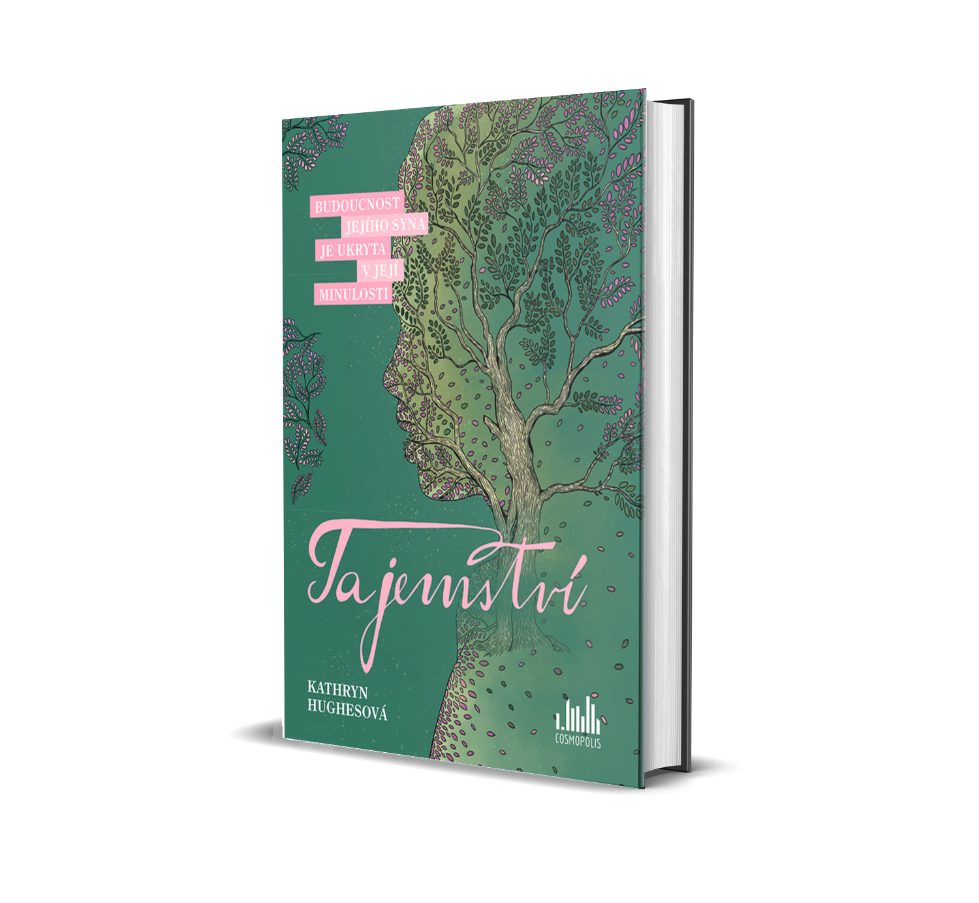 BUDOUCNOST
JEJÍHO SYNA
JE UKRYTA
V JEJÍ
MINULOSTI
Tajemství
KATHRYN
HUGHESOVÁ
COSMOPOLIS